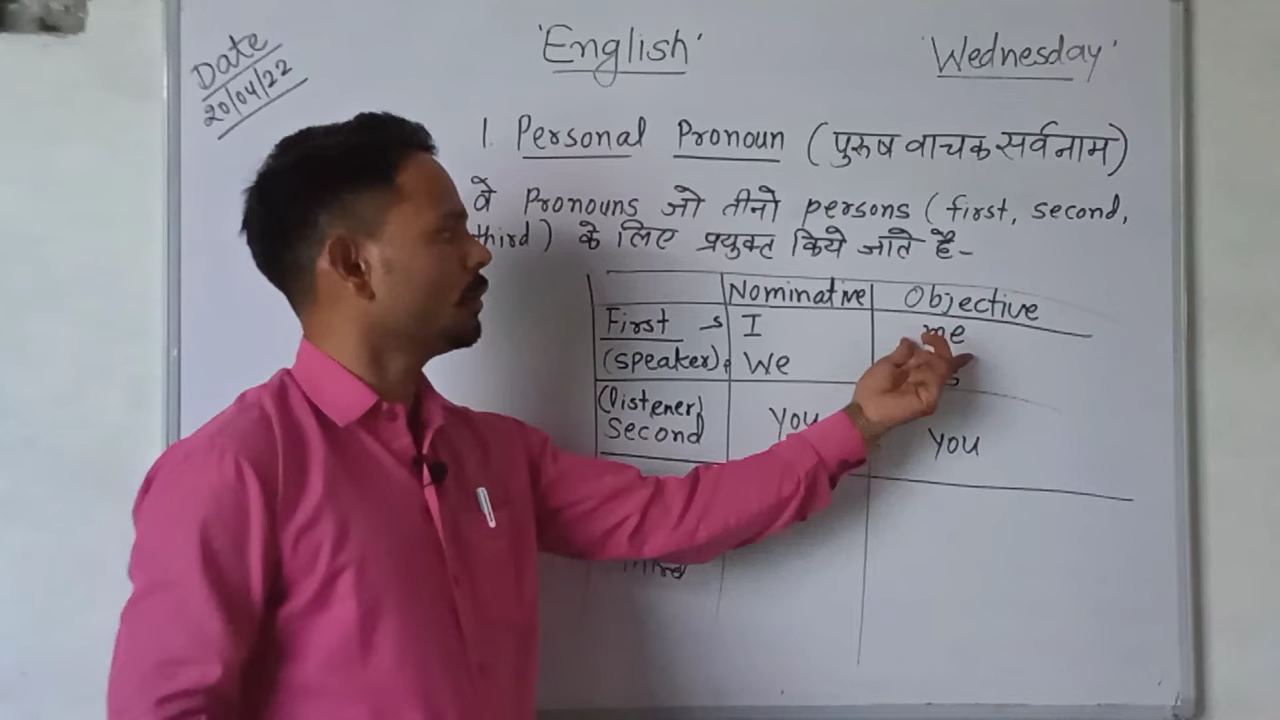 Date
20/04/22
'English'
'Wednesday'
1. Personal Pronoun (पुरूष वाचक सर्वनाम)
वे Pronouns जो तीनो persons (first, second,
third) के लिए प्रयुक्त किये जाते है-
Nominative Objective
First s I me
(speaker) We
(listener) you
Second you
Third